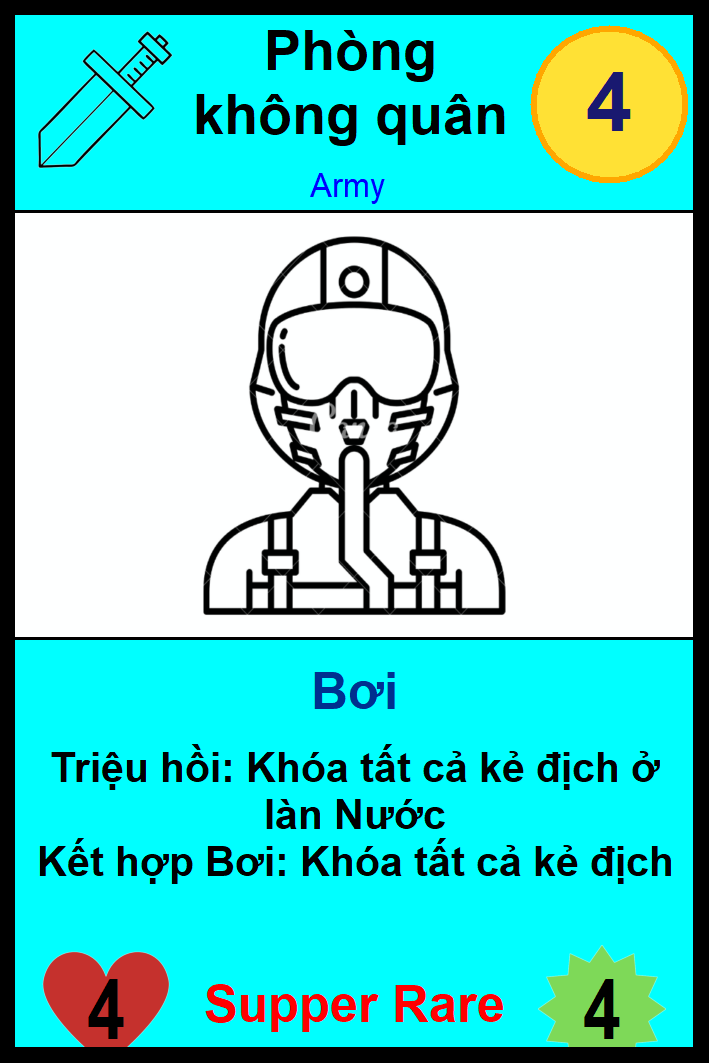 Phòng
không quân
4
Army
Bơi
Triệu hồi: Khóa tất cả kẻ địch ở
làn Nước
Kết hợp Bơi: Khóa tất cả kẻ địch
4
Supper Rare
4